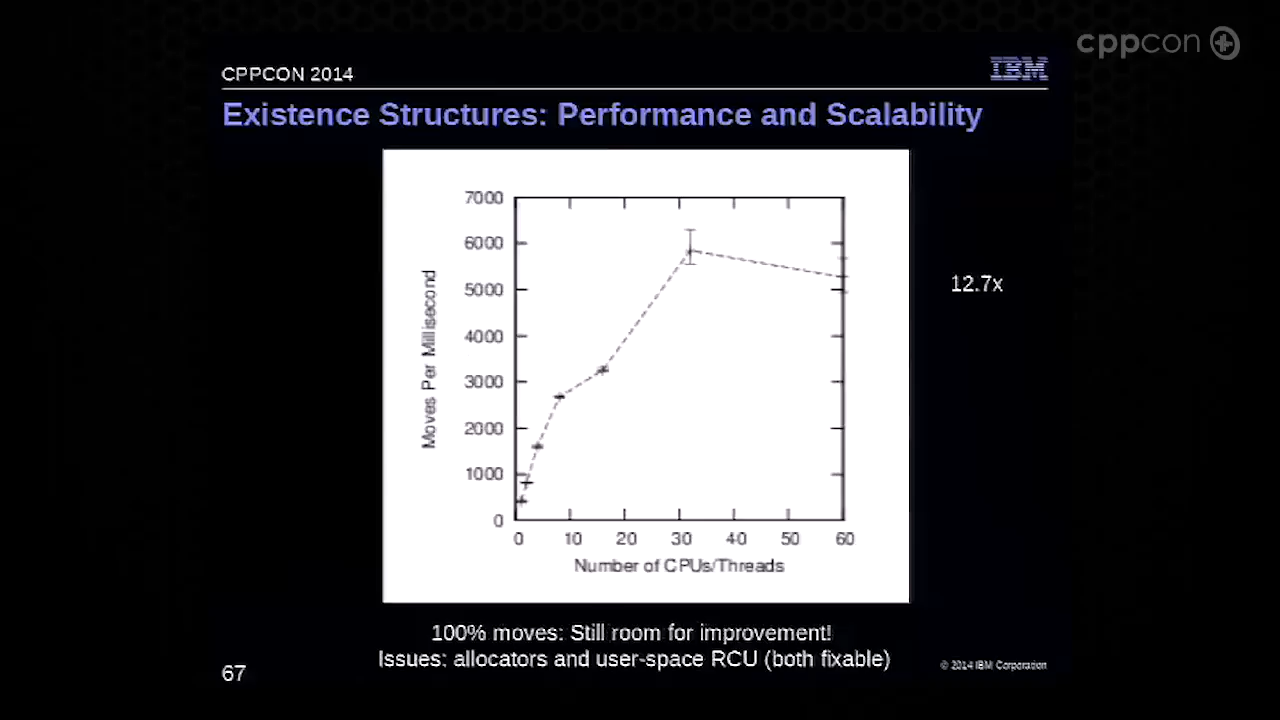 cppcon
CPPCON 2014
IBM
Existence Structures: Performance and Scalability
7000
6000
5000
4000
3000
2000
1000
0
Moves Per Millisecond
0 10 20 30 40 50 60
Number of CPUs/Threads
12.7x
100% moves: Still room for improvement!
Issues: allocators and user-space RCU (both fixable)
67
© 2014 IBM Corporation